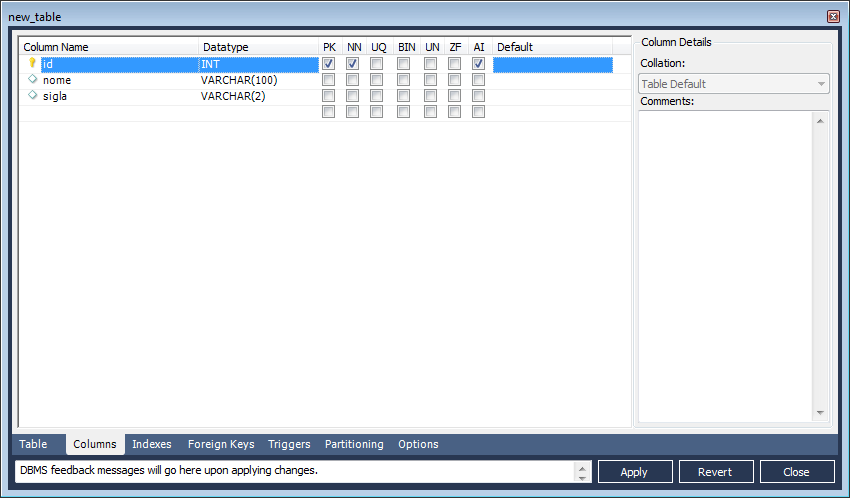 new_table
Column Name Datatype PK NN UQ BIN UN ZF AI Default
id INT
nome VARCHAR(100)
sigla VARCHAR(2)
Column Details
Collation:
Table Default
Comments:
Table Columns Indexes Foreign Keys Triggers Partitioning Options
DBMS feedback messages will go here upon applying changes.
Apply Revert Close